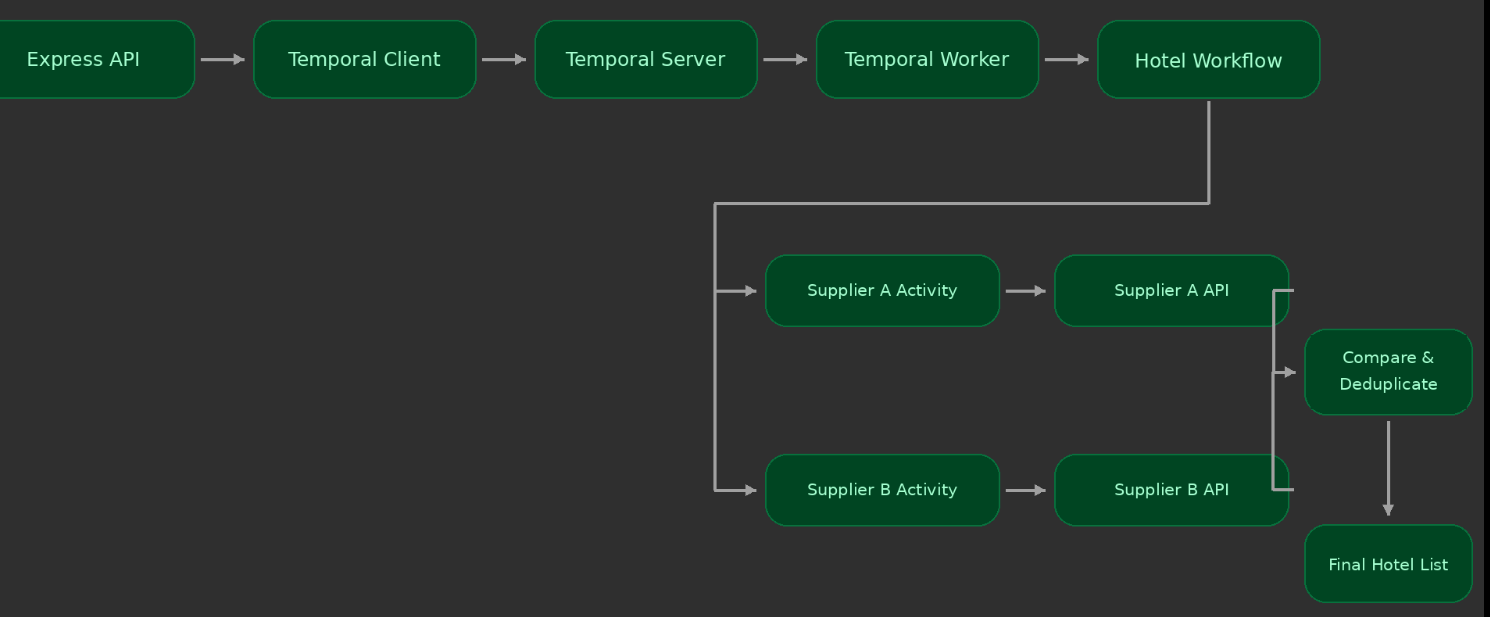 Express API
Temporal Client
Temporal Server
Temporal Worker
Hotel Workflow
Supplier A Activity
Supplier A API
Compare &
Deduplicate
Supplier B Activity
Supplier B API
Final Hotel List